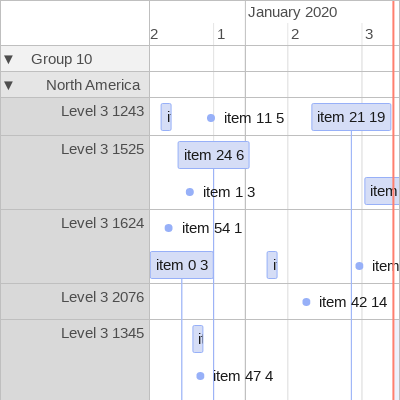 January 2020
2 1 2 3
▼ Group 10
▼ North America
Level 3 1243 i item 11 5 item 21 19
Level 3 1525 item 24 6
item 1 3 item
Level 3 1624 item 54 1
item 0 3 i item
Level 3 2076 item 42 14
Level 3 1345 it
item 47 4